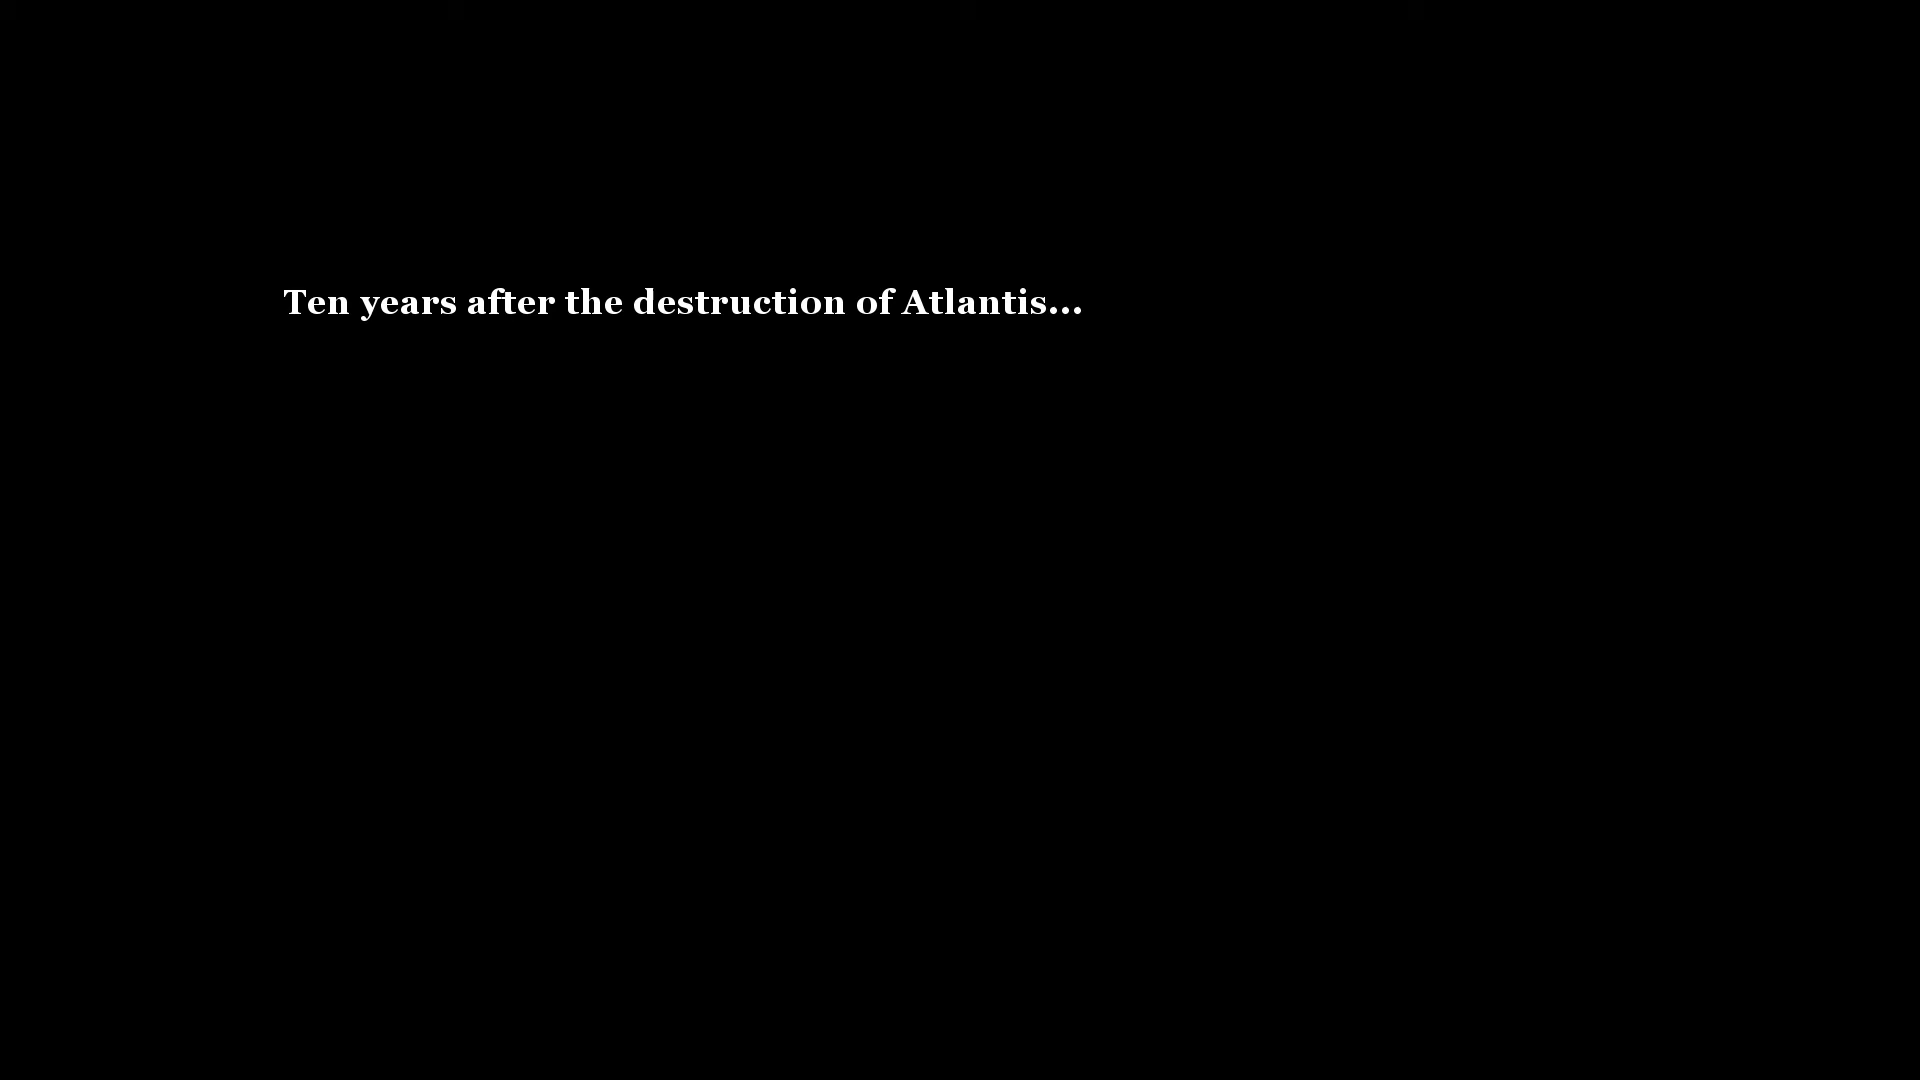 Ten years after the destruction of Atlantis...